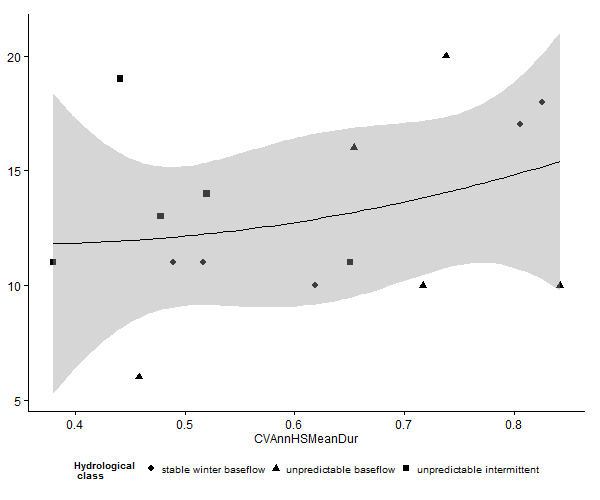 20
15
10
5
0.4 0.5 0.6 0.7 0.8
CVAnnHSMeanDur
Hydrological
class
stable winter baseflow unpredictable baseflow unpredictable intermittent